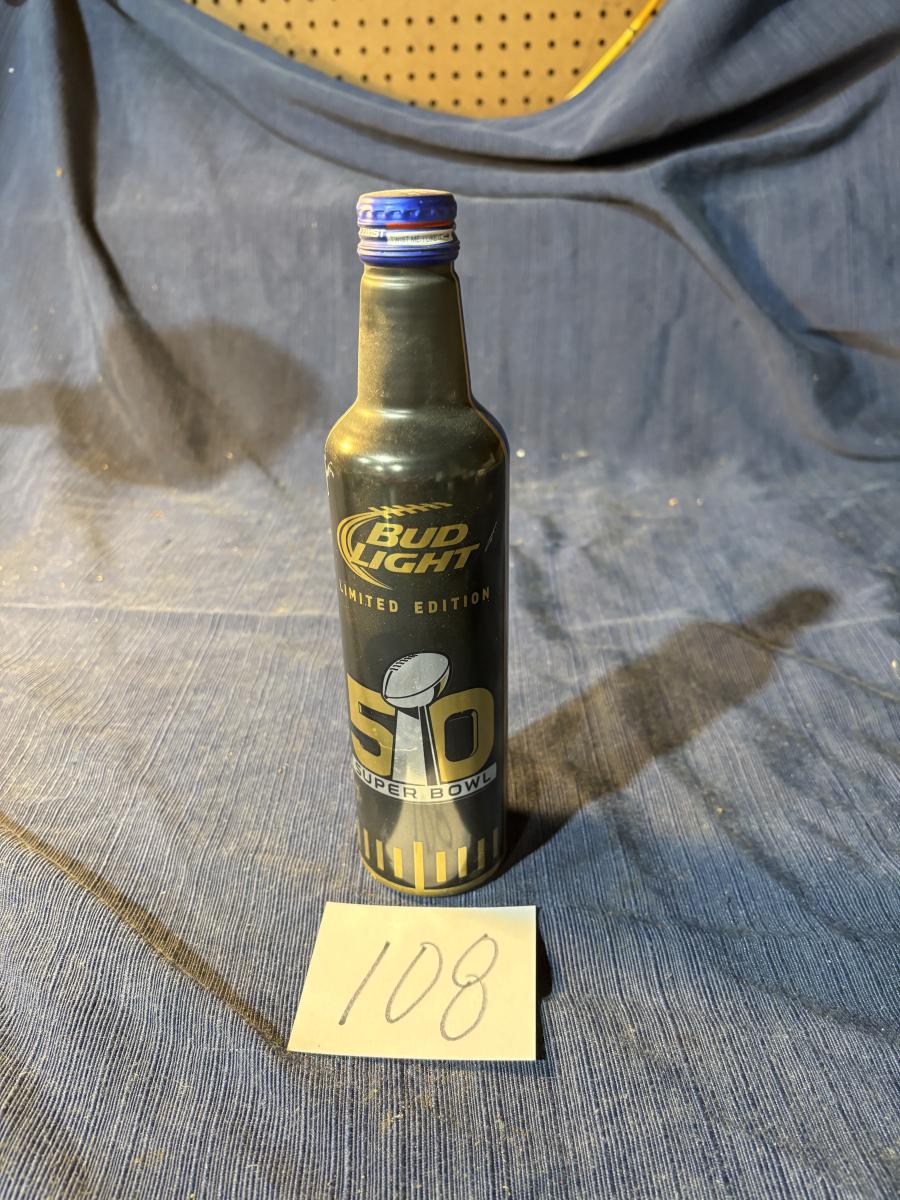 BUD
LIGHT
LIMITED EDITION
50
SUPER BOWL
108